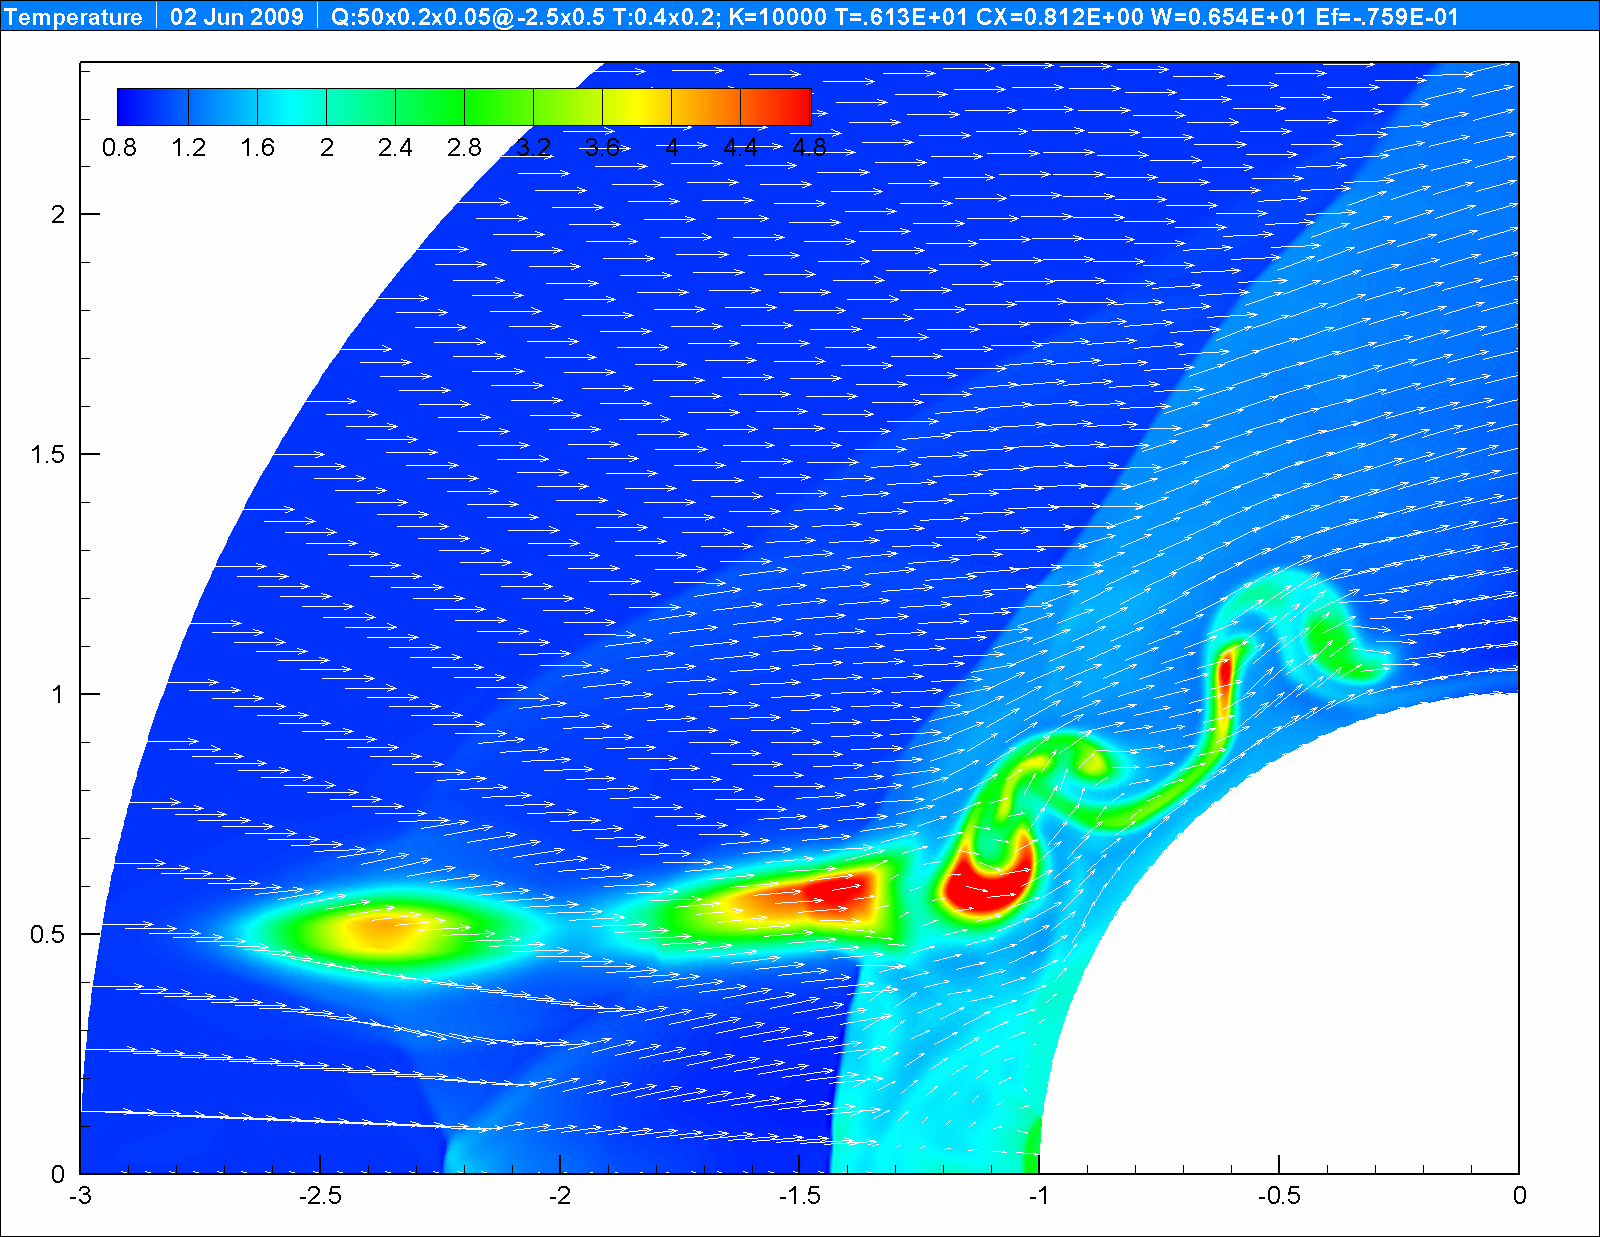 Temperature | 02 Jun 2009 | Q:50x0.2x0.05@-2.5x0.5 T:0.4x0.2; K=10000 T=.613E+01 CX=0.812E+00 W=0.654E+01 Ef=-.759E-01
0.8 1.2 1.6 2 2.4 2.8 3.2 3.6 4 4.4 4.8
2
1.5
1
0.5
0
-3 -2.5 -2 -1.5 -1 -0.5 0